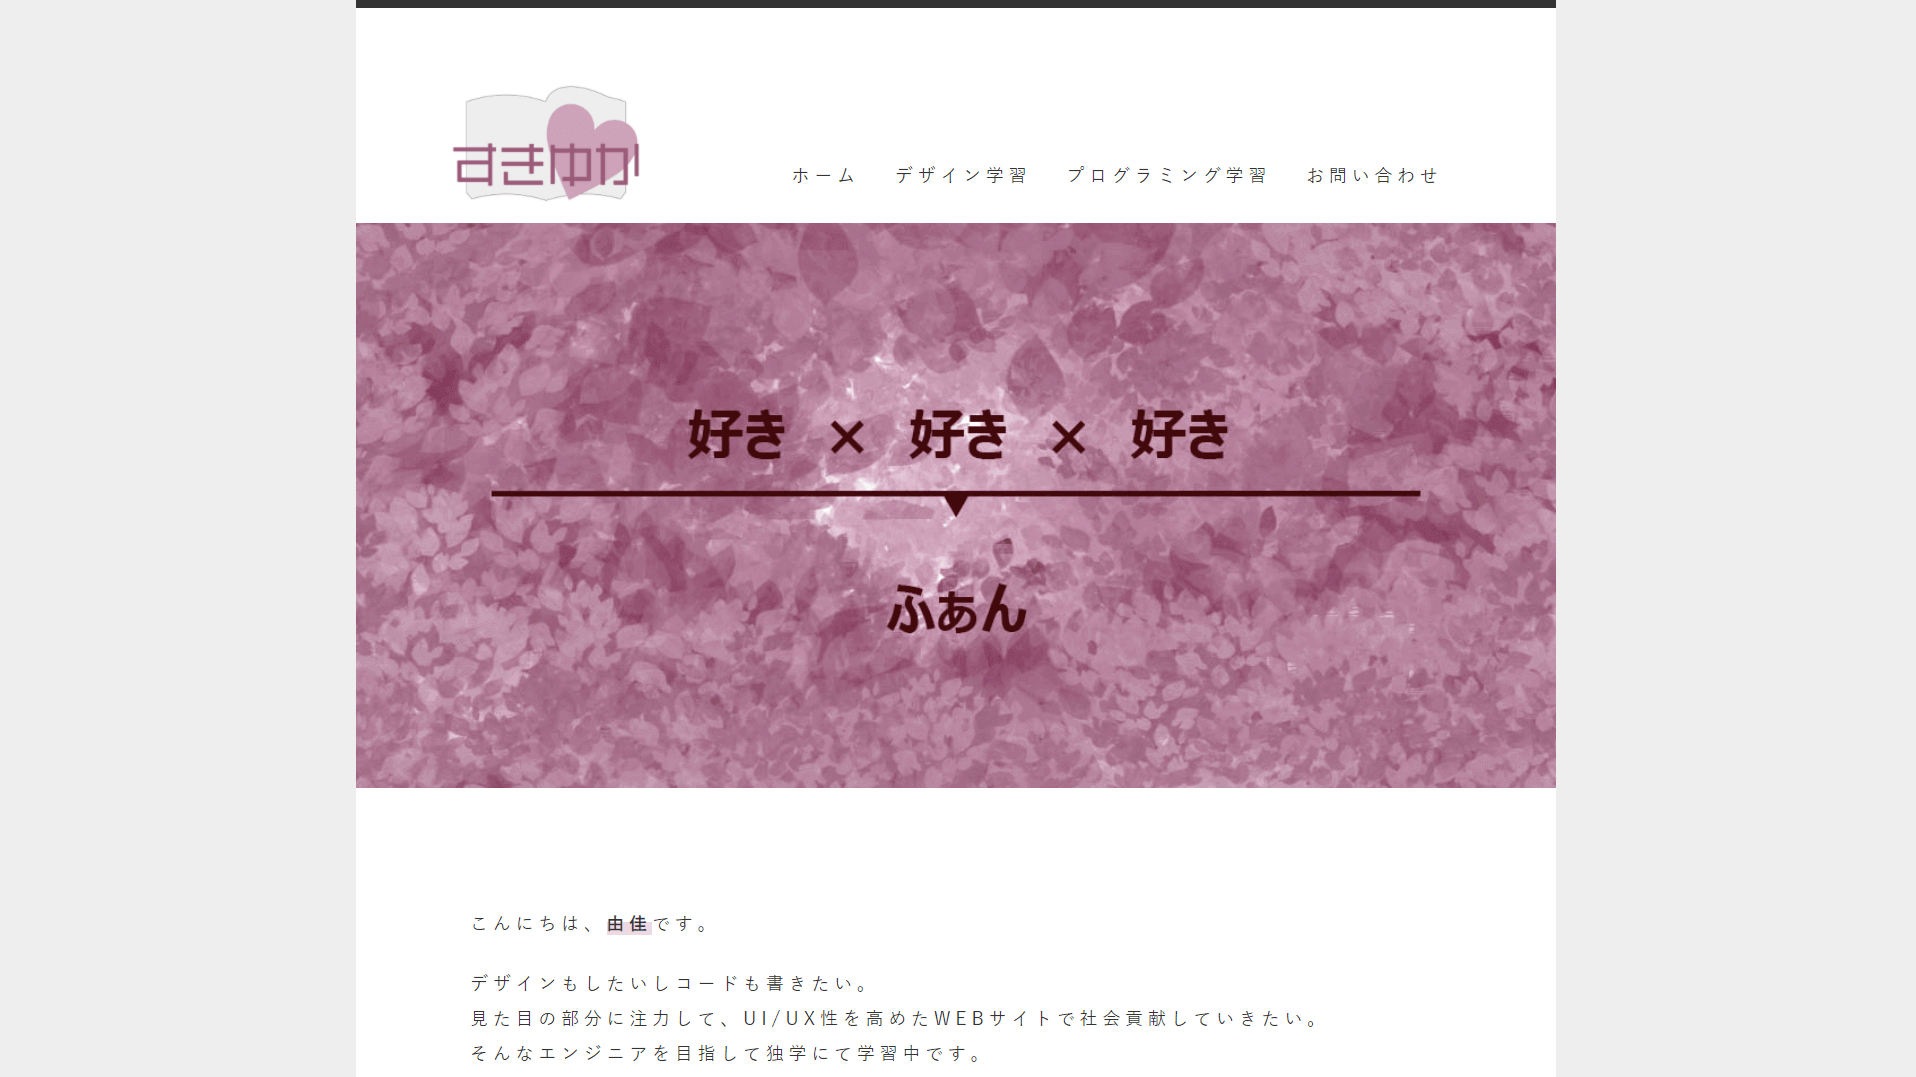 すきゆか
ホーム デザイン学習 プログラミング学習 お問い合わせ
好き × 好き × 好き
ふぁん
こんにちは、由佳です。
デザインもしたいしコードも書きたい。
見た目の部分に注力して、UI/UX性を高めたWEBサイトで社会貢献していきたい。
そんなエンジニアを目指して独学にて学習中です。